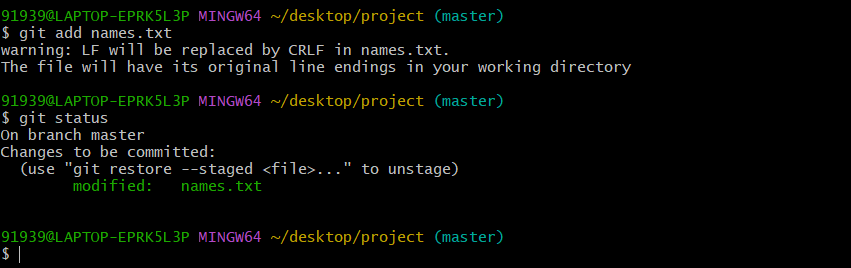 91939@LAPTOP-EPRK5L3P MINGW64 ~/desktop/project (master)
$ git add names.txt
warning: LF will be replaced by CRLF in names.txt.
The file will have its original line endings in your working directory
91939@LAPTOP-EPRK5L3P MINGW64 ~/desktop/project (master)
$ git status
On branch master
Changes to be committed:
  (use "git restore --staged <file>..." to unstage)
        modified:   names.txt
91939@LAPTOP-EPRK5L3P MINGW64 ~/desktop/project (master)
$